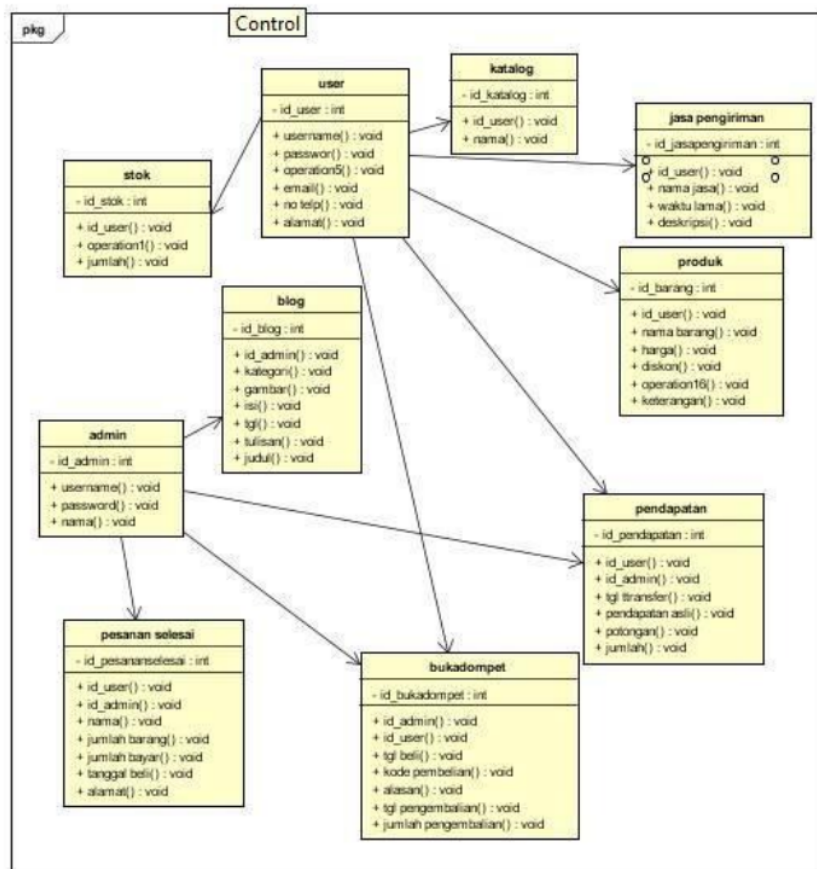 pkg
Control
user
- id_user : int
+ username() : void
+ passwor() : void
+ operation5() : void
+ email() : void
+ no telp() : void
+ alamat() : void
katalog
- id_katalog : int
+ id_user() : void
+ nama() : void
jasa pengiriman
- id_jasapengiriman : int
+ id_user() : void
+ nama jasa() : void
+ waktu lama() : void
+ deskripsi() : void
stok
- id_stok : int
+ id_user() : void
+ operation1() : void
+ jumlah() : void
produk
- id_barang : int
+ id_user() : void
+ nama barang() : void
+ harga() : void
+ diskon() : void
+ operation16() : void
+ keterangan() : void
blog
- id_blog : int
+ id_admin() : void
+ kategori() : void
+ gambar() : void
+ isi() : void
+ tgl() : void
+ tulisan() : void
+ judul() : void
admin
- id_admin : int
+ username() : void
+ password() : void
+ nama() : void
pendapatan
- id_pendapatan : int
+ id_user() : void
+ id_admin() : void
+ tgl ttransfer() : void
+ pendapatan asli() : void
+ potongan() : void
+ jumlah() : void
pesanan selesai
- id_pesananselesai : int
+ id_user() : void
+ id_admin() : void
+ nama() : void
+ jumlah barang() : void
+ jumlah bayar() : void
+ tanggal beli() : void
+ alamat() : void
bukadompet
- id_bukadompet : int
+ id_admin() : void
+ id_user() : void
+ tgl beli() : void
+ kode pembelian() : void
+ alasan() : void
+ tgl pengembalian() : void
+ jumlah pengembalian() : void